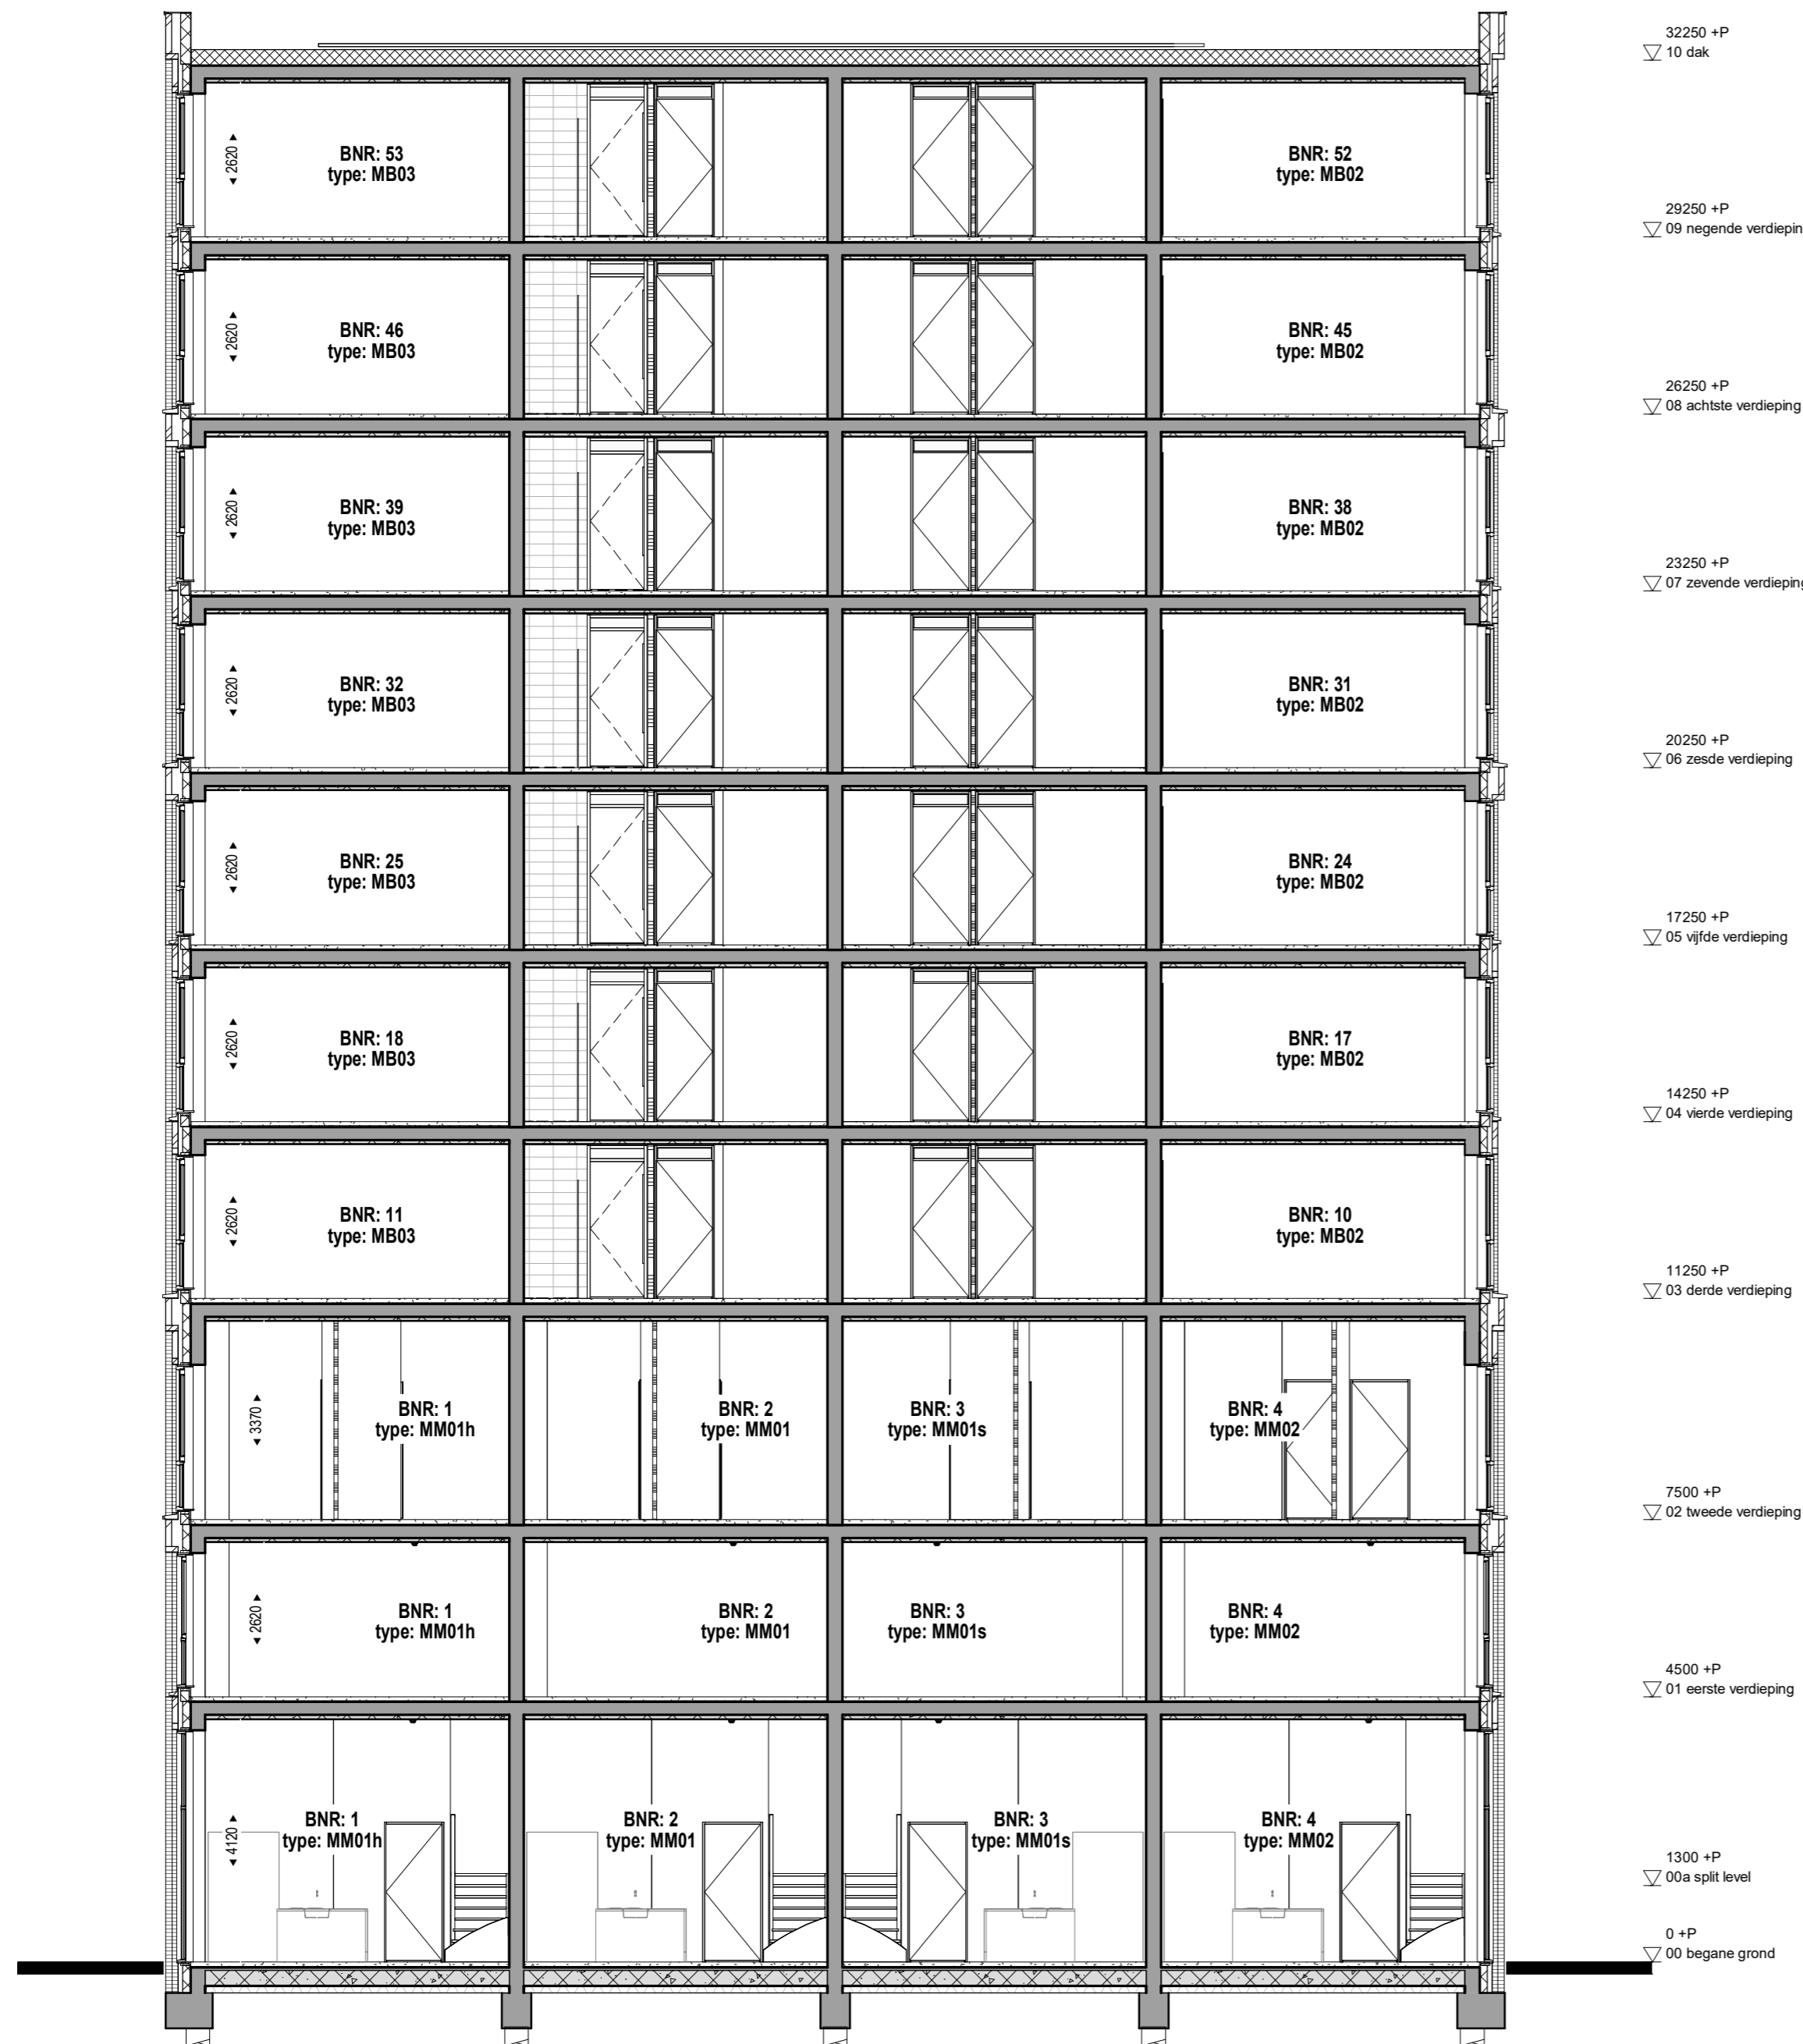 32250 +P
10 dak
BNR: 53
type: MB03
2620
BNR: 52
type: MB02
29250 +P
09 negende verdiepin
BNR: 46
type: MB03
2620
BNR: 45
type: MB02
26250 +P
08 achtste verdieping
BNR: 39
type: MB03
2620
BNR: 38
type: MB02
23250 +P
07 zevende verdieping
BNR: 32
type: MB03
2620
BNR: 31
type: MB02
20250 +P
06 zesde verdieping
BNR: 25
type: MB03
2620
BNR: 24
type: MB02
17250 +P
05 vijfde verdieping
BNR: 18
type: MB03
2620
BNR: 17
type: MB02
14250 +P
04 vierde verdieping
BNR: 11
type: MB03
2620
BNR: 10
type: MB02
11250 +P
03 derde verdieping
3370
BNR: 1
type: MM01h
BNR: 2
type: MM01
BNR: 3
type: MM01s
BNR: 4
type: MM02
7500 +P
02 tweede verdieping
2620
BNR: 1
type: MM01h
BNR: 2
type: MM01
BNR: 3
type: MM01s
BNR: 4
type: MM02
4500 +P
01 eerste verdieping
4120
BNR: 1
type: MM01h
BNR: 2
type: MM01
BNR: 3
type: MM01s
BNR: 4
type: MM02
1300 +P
00a split level
0 +P
00 begane grond